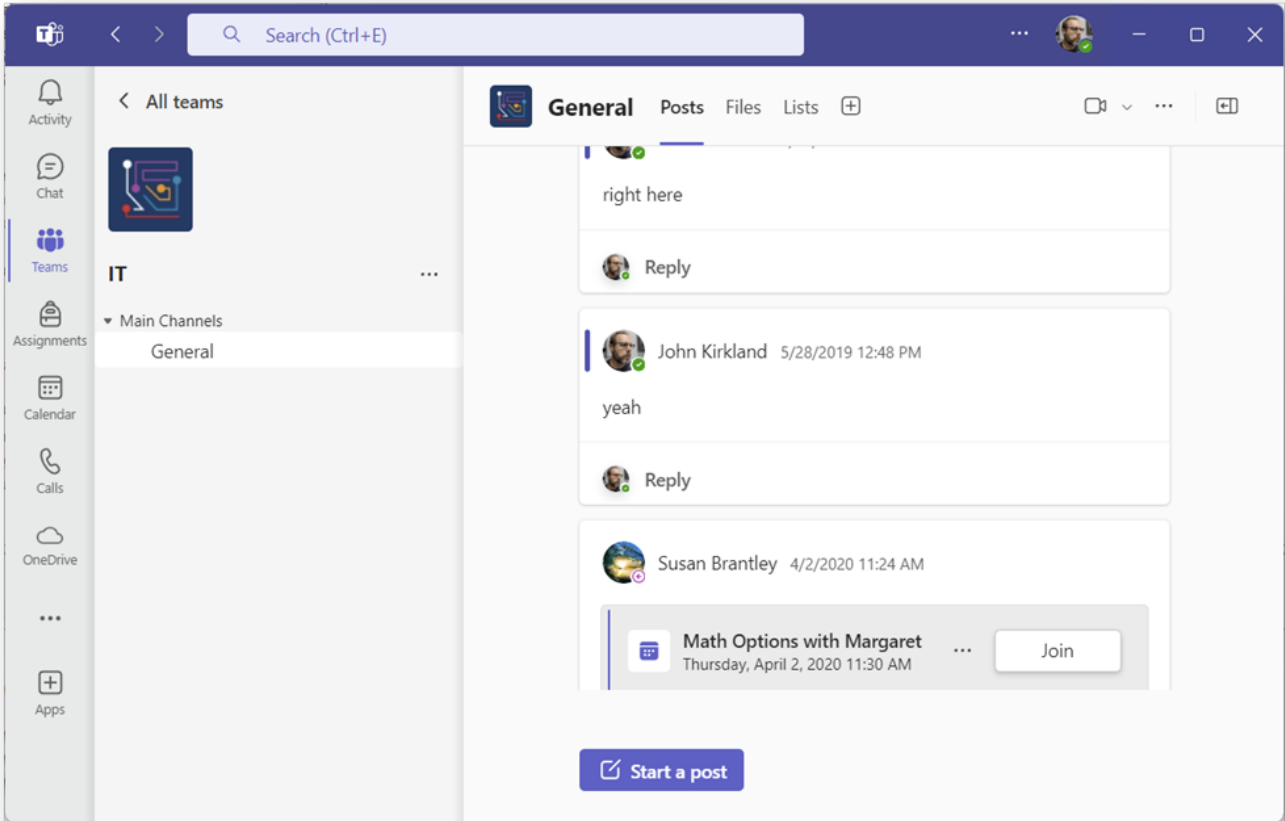 Search (Ctrl+E)
Activity
Chat
Teams
Assignments
Calendar
Calls
OneDrive
Apps
All teams
IT
Main Channels
General
General Posts Files Lists
right here
Reply
John Kirkland 5/28/2019 12:48 PM
yeah
Reply
Susan Brantley 4/2/2020 11:24 AM
Math Options with Margaret
Thursday, April 2, 2020 11:30 AM
Join
Start a post